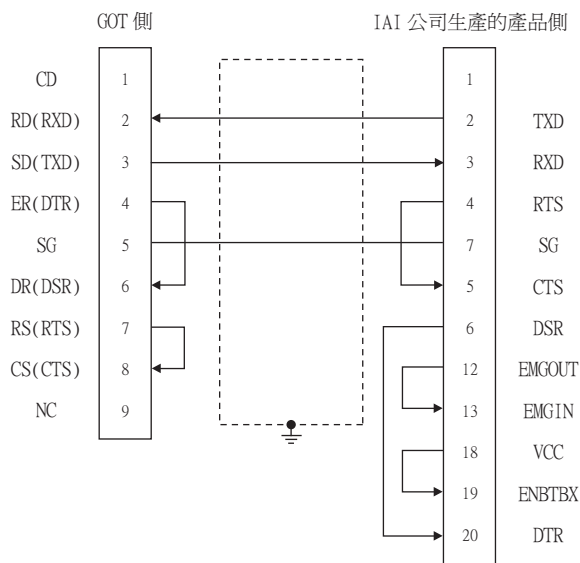 GOT 側 IAI 公司生產的產品側
CD 1 1
RD(RXD) 2 2 TXD
SD(TXD) 3 3 RXD
ER(DTR) 4 4 RTS
SG 5 7 SG
DR(DSR) 6 5 CTS
RS(RTS) 7 6 DSR
CS(CTS) 8 12 EMGOUT
NC 9 13 EMGIN
18 VCC
19 ENBTBX
20 DTR